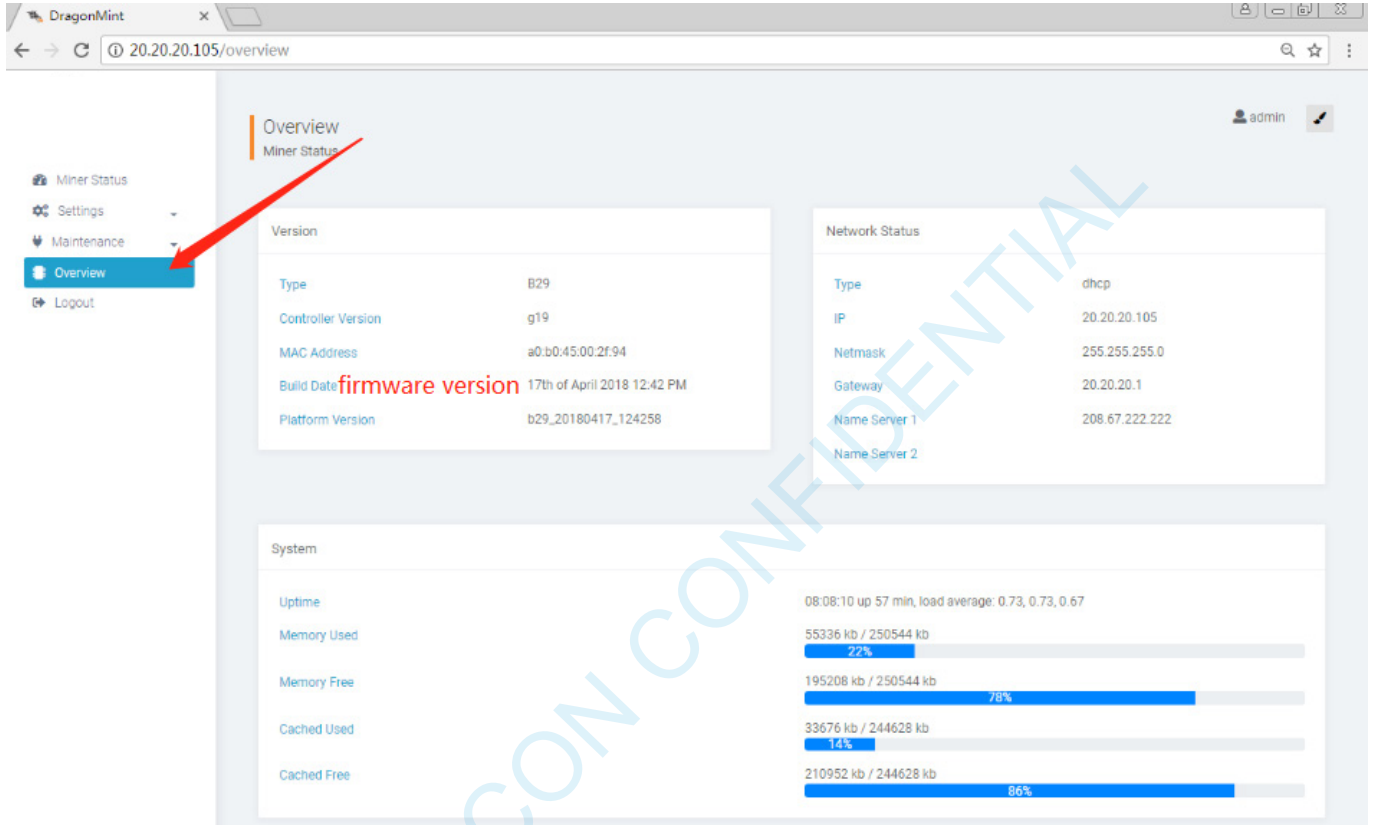 DragonMint
20.20.20.105/overview
Overview
Miner Status
admin
Miner Status
Settings
Maintenance
Overview
Logout
Version
Type B29
Controller Version g19
MAC Address a0:b0:45:00:2f:94
Build Date firmware version 17th of April 2018 12:42 PM
Platform Version b29_20180417_124258
Network Status
Type dhcp
IP 20.20.20.105
Netmask 255.255.255.0
Gateway 20.20.20.1
Name Server 1 208.67.222.222
Name Server 2
System
Uptime 08:08:10 up 57 min, load average: 0.73, 0.73, 0.67
Memory Used 55336 kb / 250544 kb
22%
Memory Free 195208 kb / 250544 kb
78%
Cached Used 33676 kb / 244628 kb
14%
Cached Free 210952 kb / 244628 kb
86%
CON CONFIDENTIAL